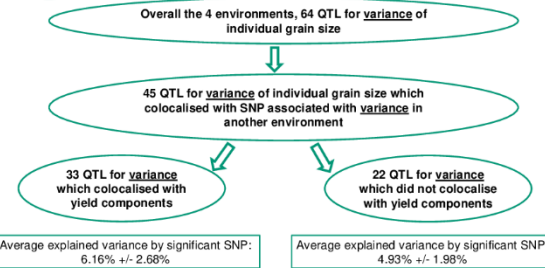 Overall the 4 environments, 64 QTL for variance of
individual grain size
45 QTL for variance of individual grain size which
colocalised with SNP associated with variance in
another environment
33 QTL for variance
which colocalised with
yield components
22 QTL for variance
which did not colocalise
with yield components
Average explained variance by significant SNP:
6.16% +/- 2.68%
Average explained variance by significant SNP
4.93% +/- 1.98%